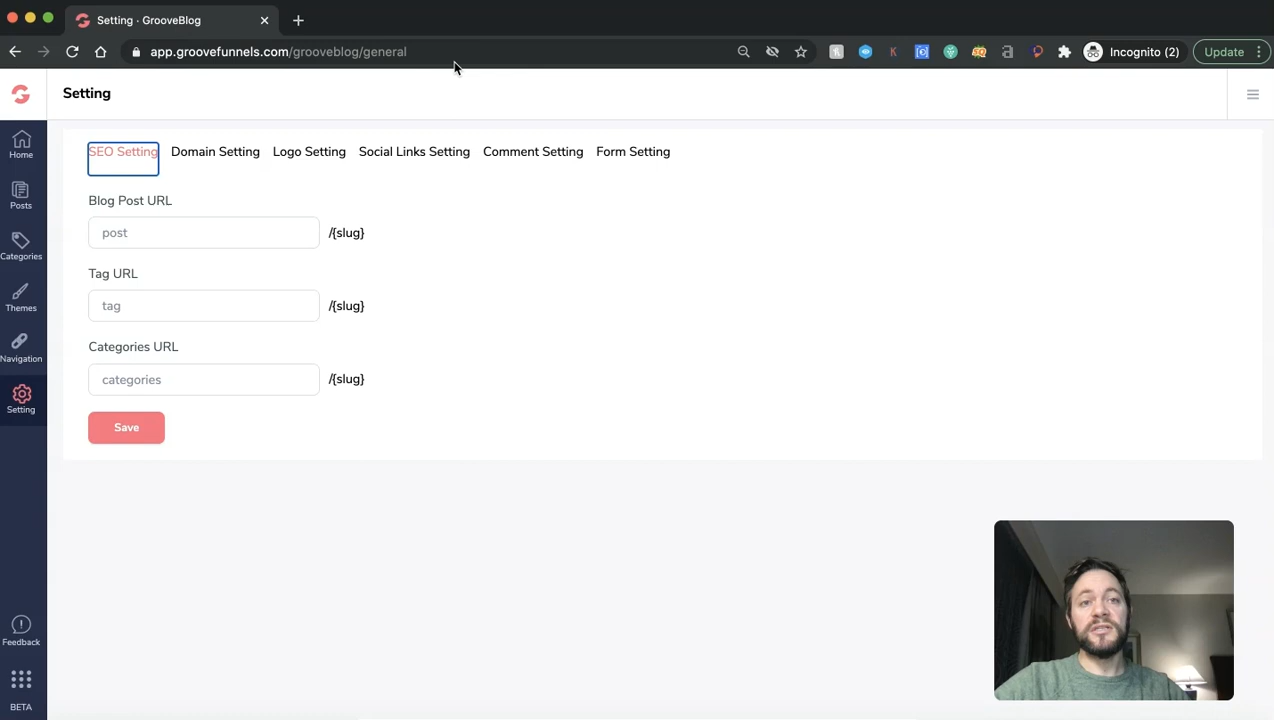 Setting · GrooveBlog
app.groovefunnels.com/grooveblog/general
Incognito (2)
Update
Setting
Home
Posts
Categories
Themes
Navigation
Setting
Feedback
BETA
SEO Setting Domain Setting Logo Setting Social Links Setting Comment Setting Form Setting
Blog Post URL
post /{slug}
Tag URL
tag /{slug}
Categories URL
categories /{slug}
Save